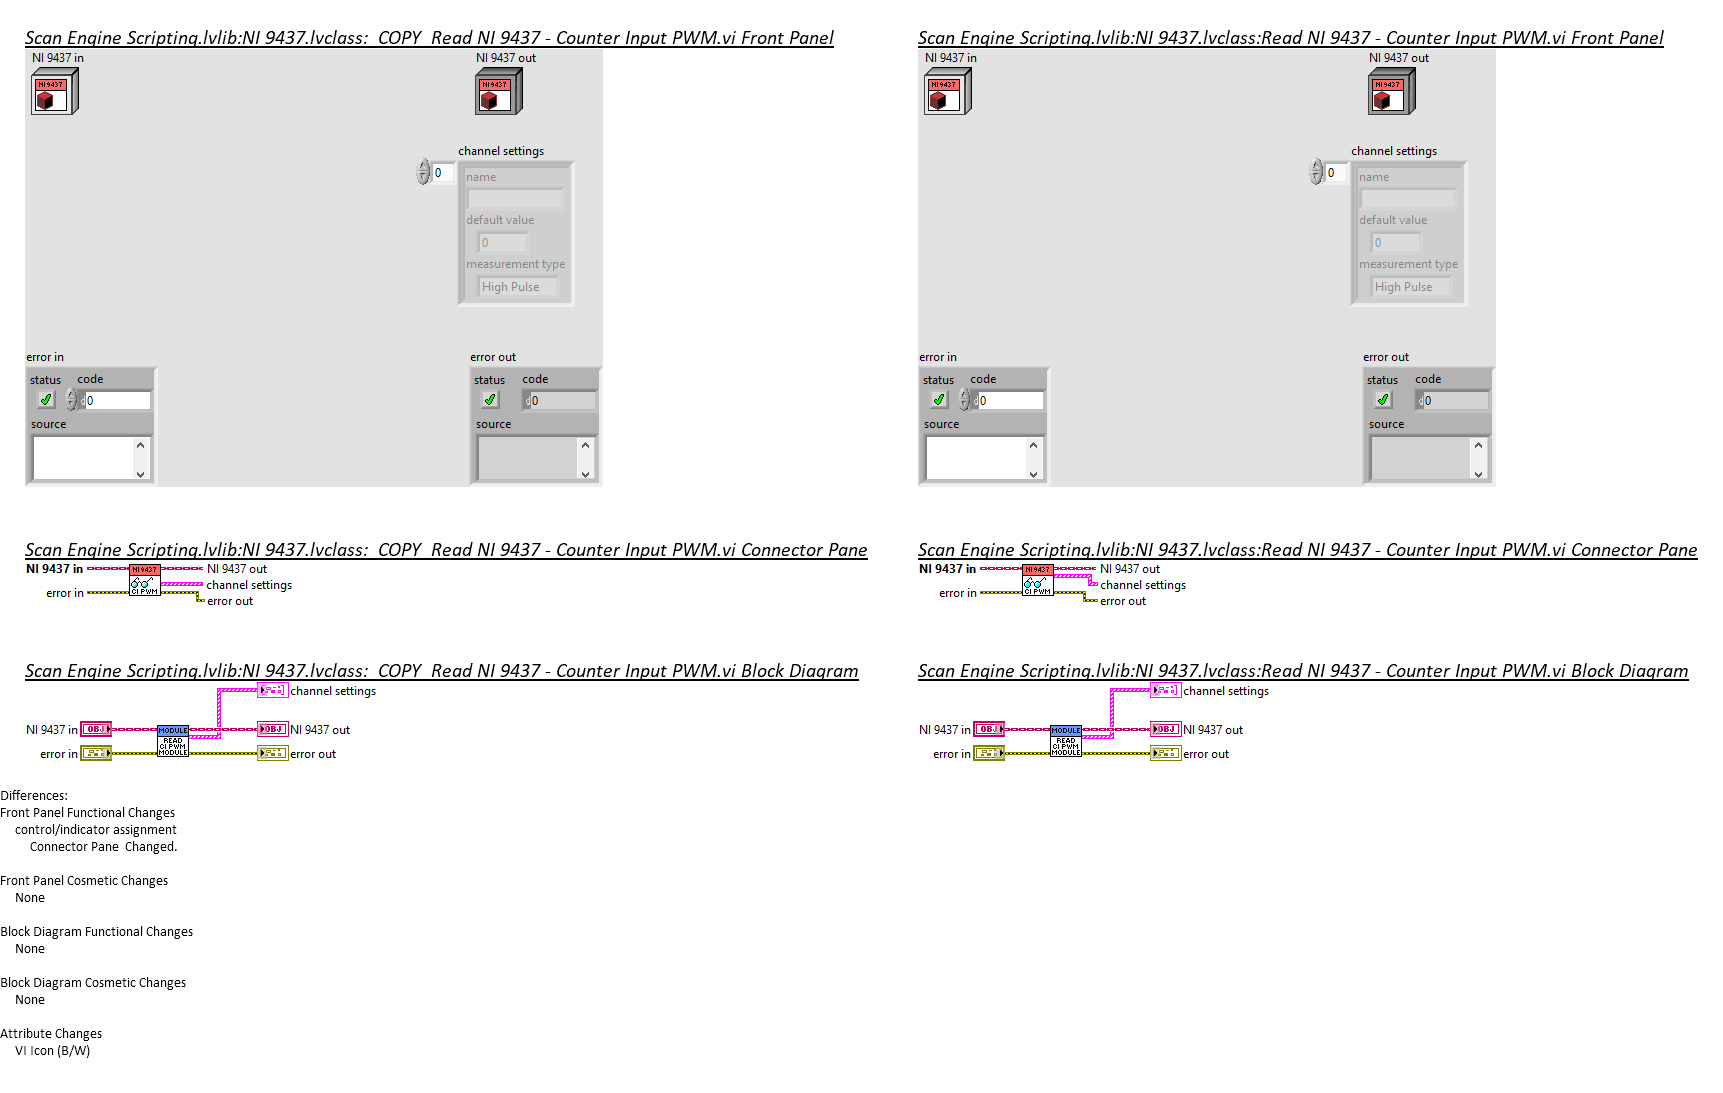 Scan Engine Scripting.lvlib:NI 9437.lvclass:  COPY  Read NI 9437 - Counter Input PWM.vi Front Panel
NI 9437 in
NI 9437 out
NI 9437
NI 9437
channel settings
0
name
default value
0
measurement type
High Pulse
error in
error out
status code
d 0
source
status code
d 0
source
Scan Engine Scripting.lvlib:NI 9437.lvclass:Read NI 9437 - Counter Input PWM.vi Front Panel
NI 9437 in
NI 9437 out
NI 9437
NI 9437
channel settings
0
name
default value
0
measurement type
High Pulse
error in
error out
status code
d 0
source
status code
d 0
source
Scan Engine Scripting.lvlib:NI 9437.lvclass:  COPY  Read NI 9437 - Counter Input PWM.vi Connector Pane
NI 9437 in
NI 9437
CI PWM
NI 9437 out
channel settings
error in
error out
Scan Engine Scripting.lvlib:NI 9437.lvclass:Read NI 9437 - Counter Input PWM.vi Connector Pane
NI 9437 in
NI 9437
CI PWM
NI 9437 out
channel settings
error in
error out
Scan Engine Scripting.lvlib:NI 9437.lvclass:  COPY  Read NI 9437 - Counter Input PWM.vi Block Diagram
channel settings
NI 9437 in
OBJ
MODULE
READ
CI PWM
MODULE
OBJ
NI 9437 out
error in
error out
Scan Engine Scripting.lvlib:NI 9437.lvclass:Read NI 9437 - Counter Input PWM.vi Block Diagram
channel settings
NI 9437 in
OBJ
MODULE
READ
CI PWM
MODULE
OBJ
NI 9437 out
error in
error out
Differences:
Front Panel Functional Changes
control/indicator assignment
Connector Pane  Changed.
Front Panel Cosmetic Changes
None
Block Diagram Functional Changes
None
Block Diagram Cosmetic Changes
None
Attribute Changes
VI Icon (B/W)